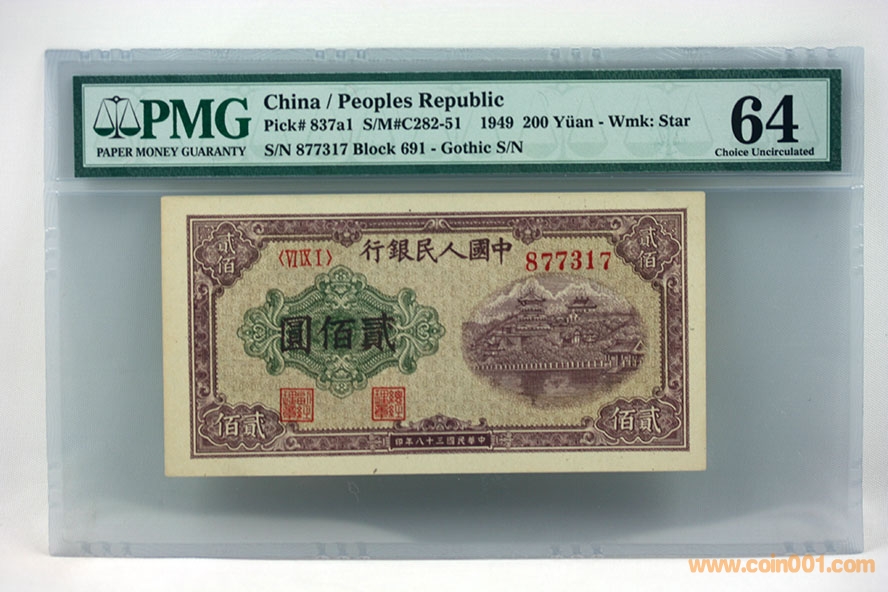 PMG
PAPER MONEY GUARANTY
China / Peoples Republic
Pick# 837a1 S/M#C282-51 1949 200 Yüan - Wmk: Star
S/N 877317 Block 691 - Gothic S/N
64
Choice Uncirculated
行銀民人國中
〈VI IX I〉
877317
貳佰
貳佰
圓佰貳
佰貳
佰貳
印年八十三國民華中
www.coin001.com